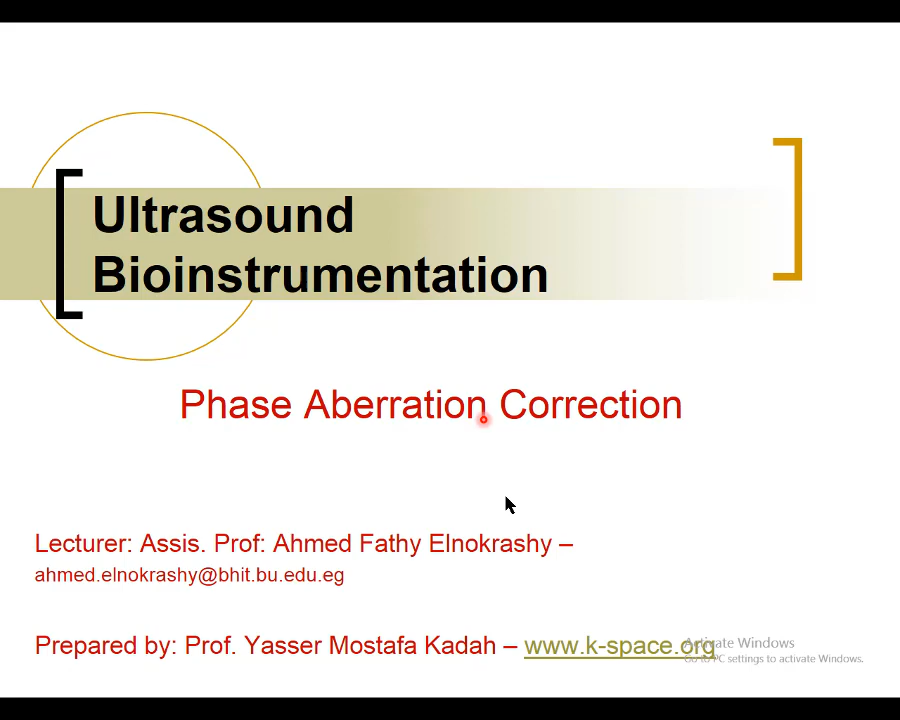 Ultrasound
Bioinstrumentation
Phase Aberration Correction
Lecturer: Assis. Prof: Ahmed Fathy Elnokrashy –
ahmed.elnokrashy@bhit.bu.edu.eg
Prepared by: Prof. Yasser Mostafa Kadah – www.k-space.org
Activate Windows
Go to PC settings to activate Windows.